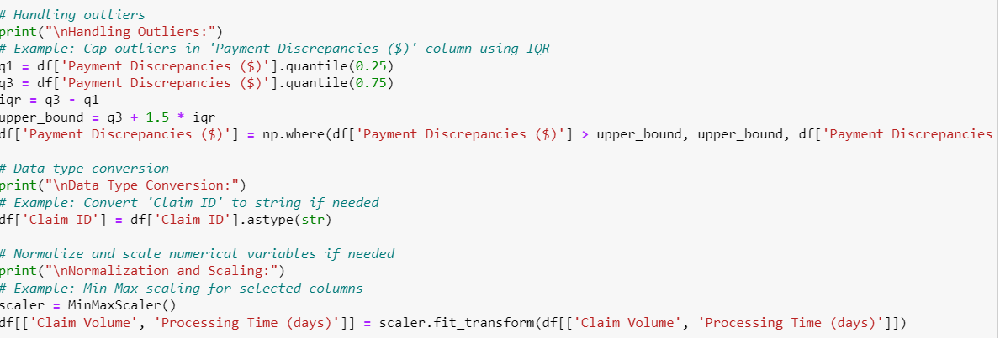 # Handling outliers
print("\nHandling Outliers:")
# Example: Cap outliers in 'Payment Discrepancies ($)' column using IQR
q1 = df['Payment Discrepancies ($)'].quantile(0.25)
q3 = df['Payment Discrepancies ($)'].quantile(0.75)
iqr = q3 - q1
upper_bound = q3 + 1.5 * iqr
df['Payment Discrepancies ($)'] = np.where(df['Payment Discrepancies ($)'] > upper_bound, upper_bound, df['Payment Discrepancies
# Data type conversion
print("\nData Type Conversion:")
# Example: Convert 'Claim ID' to string if needed
df['Claim ID'] = df['Claim ID'].astype(str)
# Normalize and scale numerical variables if needed
print("\nNormalization and Scaling:")
# Example: Min-Max scaling for selected columns
scaler = MinMaxScaler()
df[['Claim Volume', 'Processing Time (days)']] = scaler.fit_transform(df[['Claim Volume', 'Processing Time (days)']])